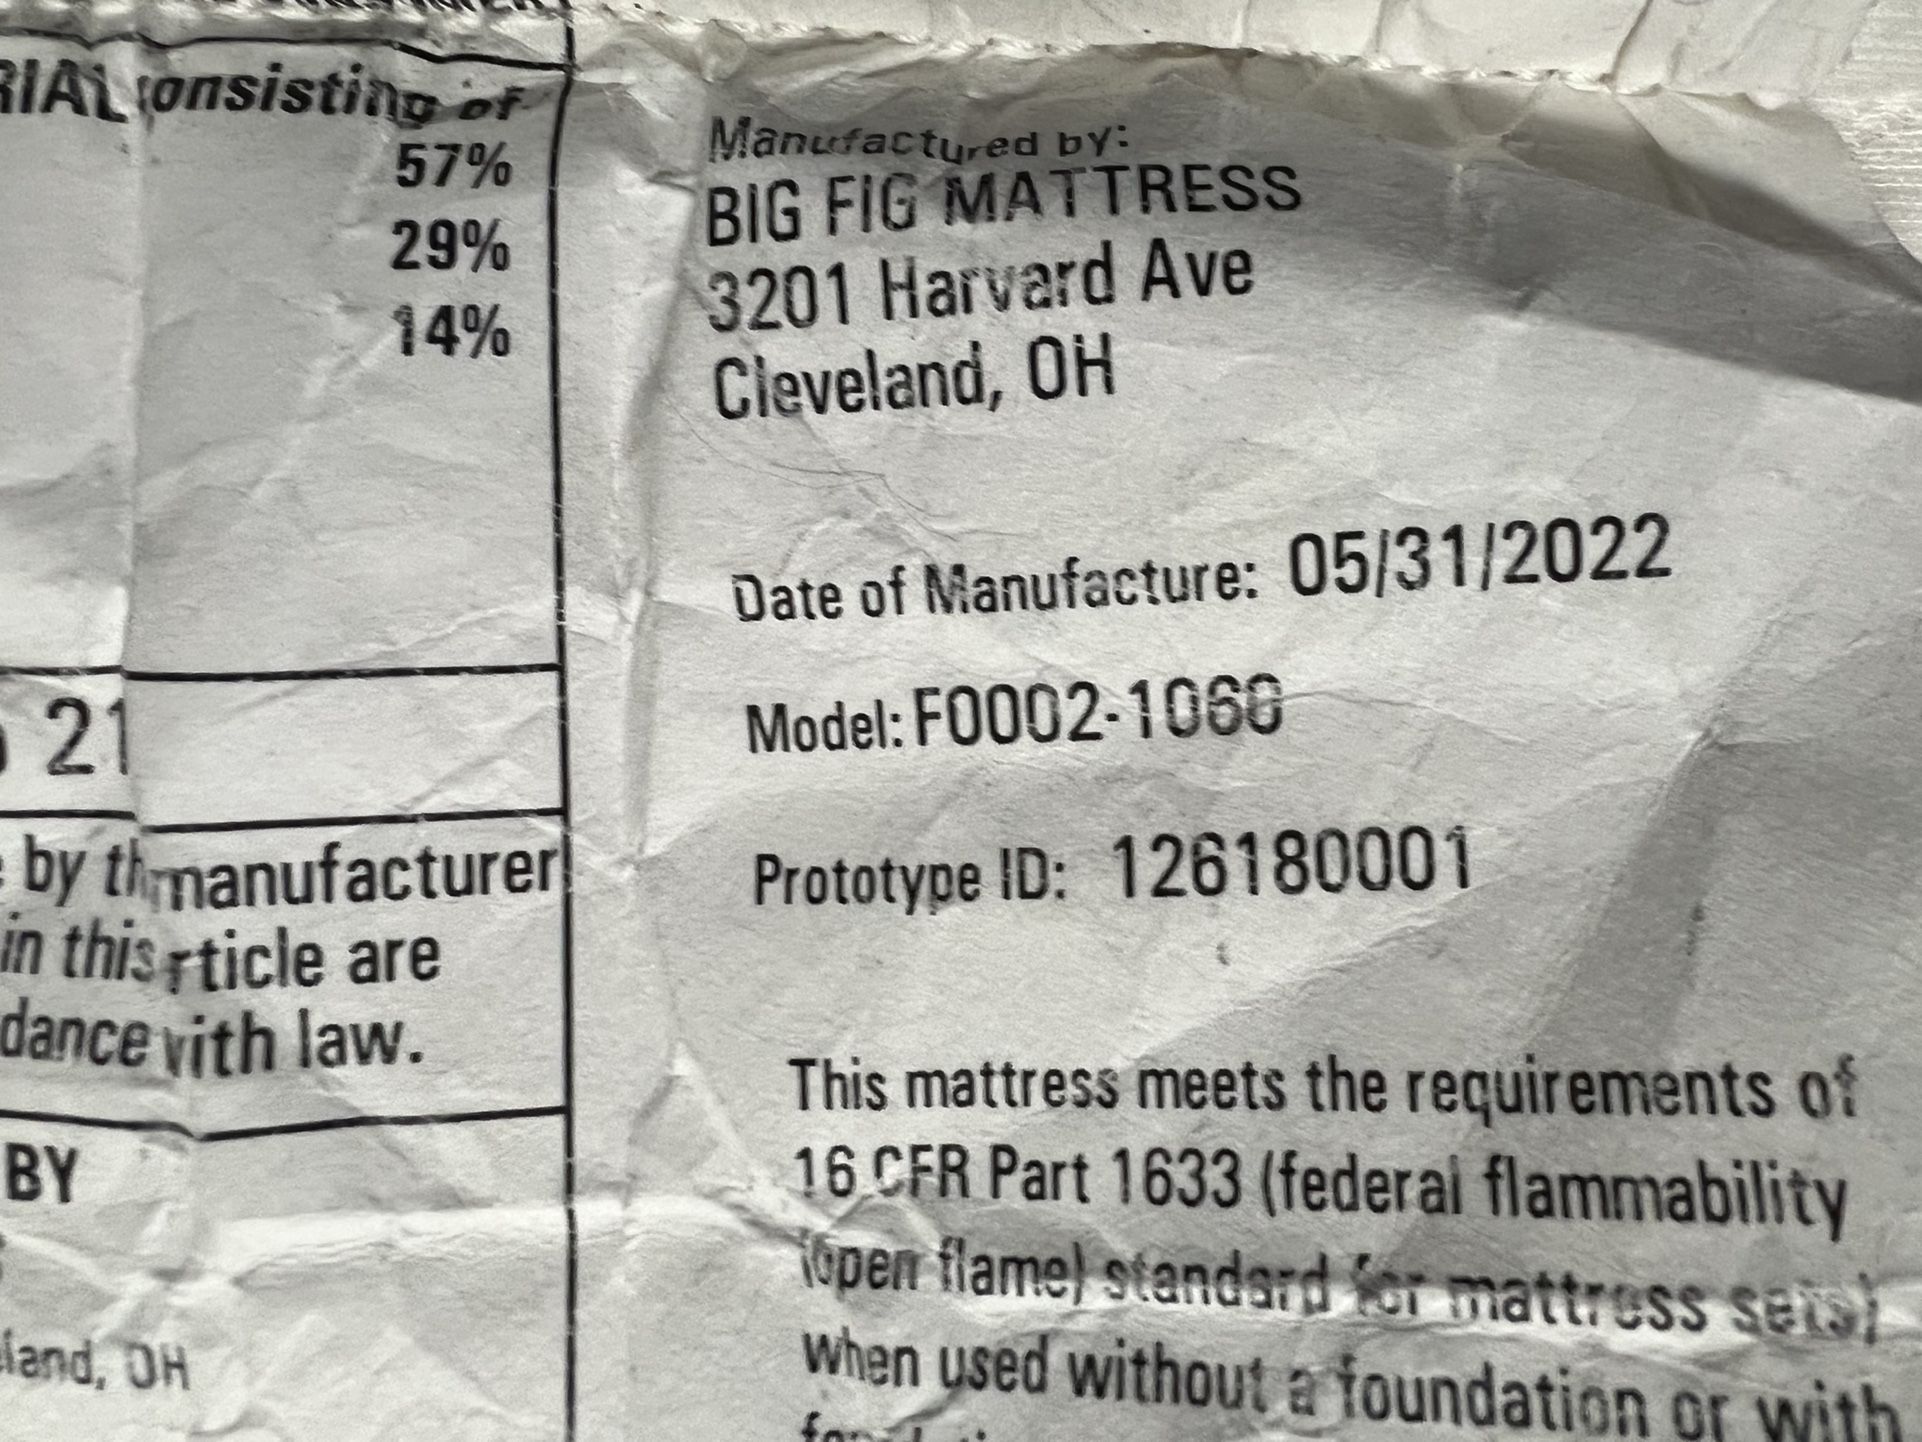 RIAL consisting of
57%
29%
14%
21
by th manufacturer
in this rticle are
dance with law.
BY
land, OH
Manufactured by:
BIG FIG MATTRESS
3201 Harvard Ave
Cleveland, OH
Date of Manufacture: 05/31/2022
Model: F0002-1060
Prototype ID: 126180001
This mattress meets the requirements of
16 CFR Part 1633 (federal flammability
(open flame) standard for mattress sets)
when used without a foundation or with